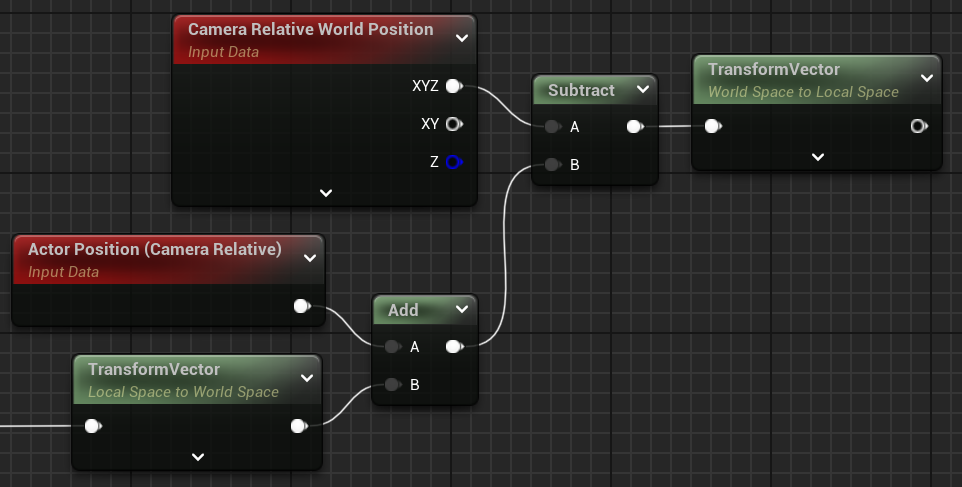 Camera Relative World Position
Input Data
XYZ
XY
Z
Subtract
A
B
TransformVector
World Space to Local Space
Actor Position (Camera Relative)
Input Data
Add
A
B
TransformVector
Local Space to World Space